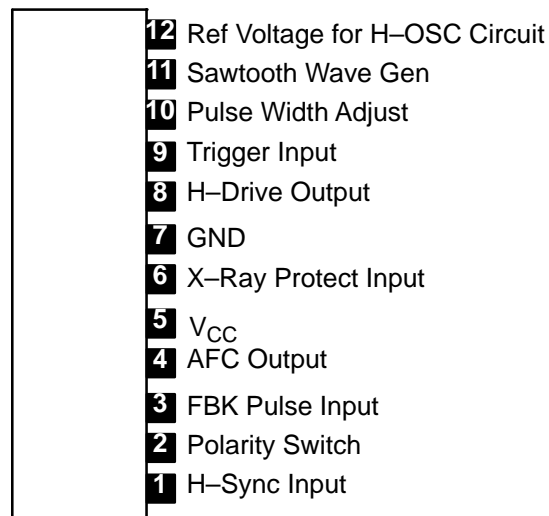 12 Ref Voltage for H–OSC Circuit
11 Sawtooth Wave Gen
10 Pulse Width Adjust
9 Trigger Input
8 H–Drive Output
7 GND
6 X–Ray Protect Input
5 VCC
4 AFC Output
3 FBK Pulse Input
2 Polarity Switch
1 H–Sync Input